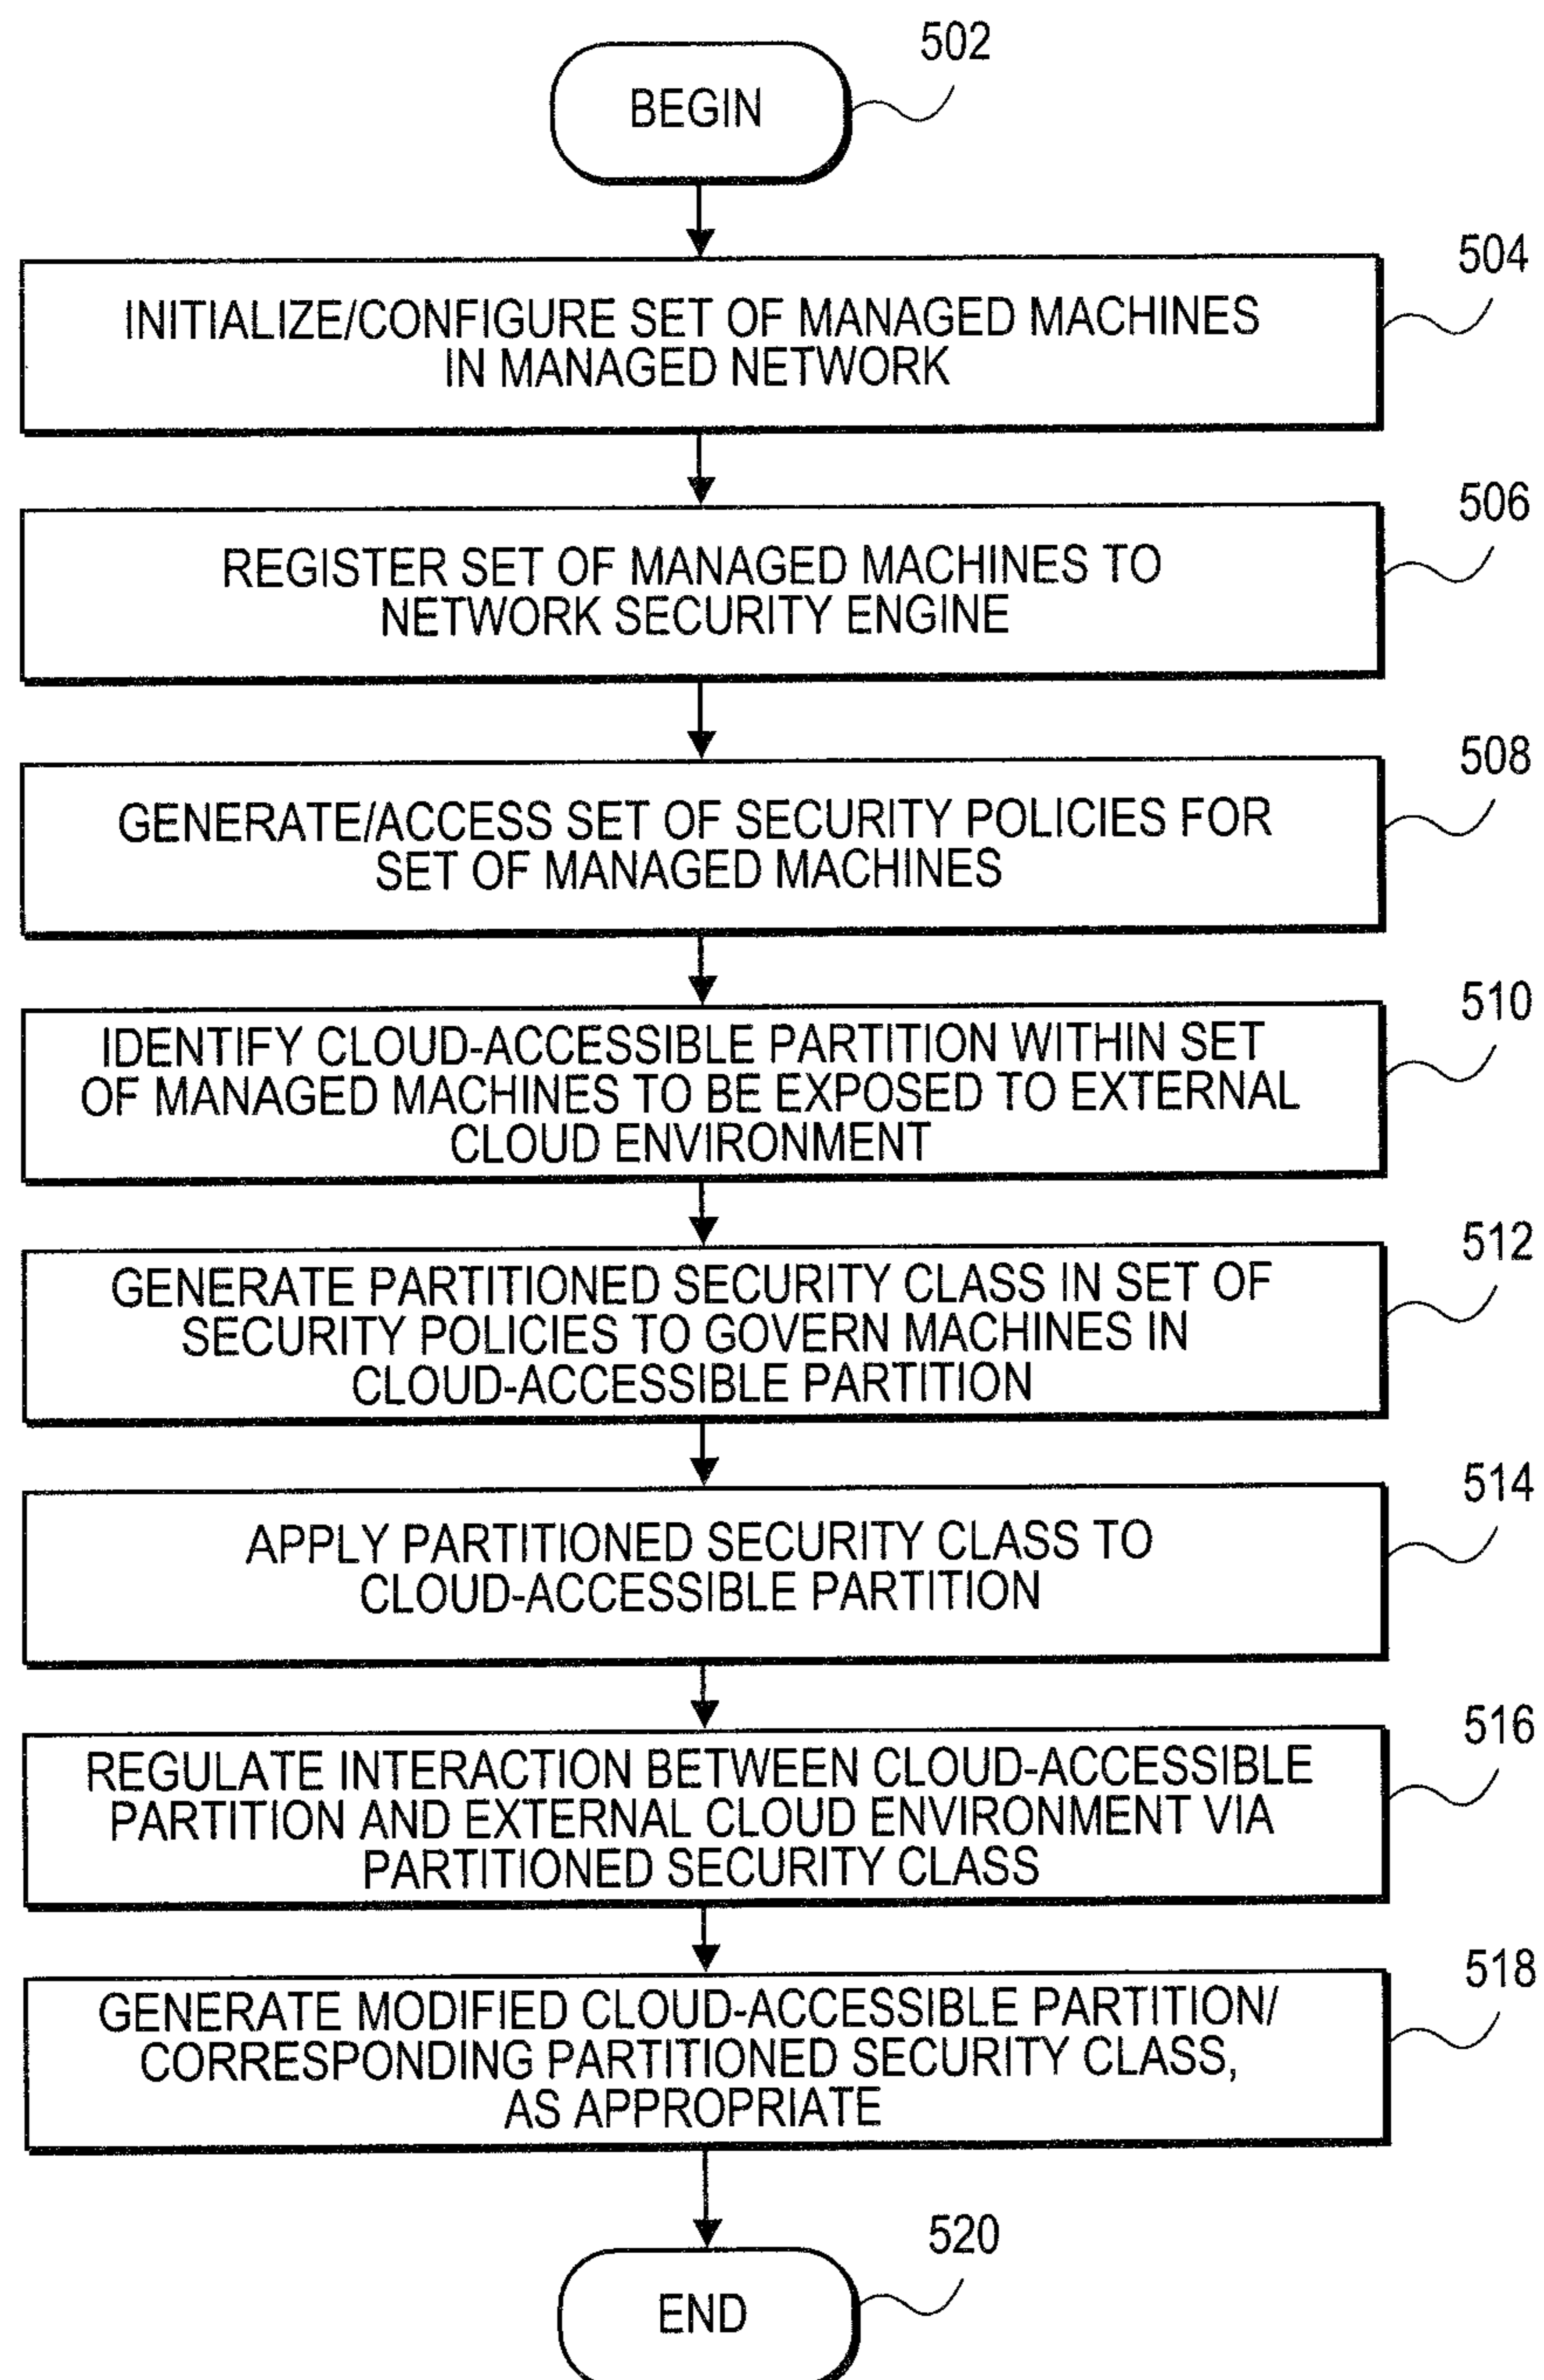 502
BEGIN
504
INITIALIZE/CONFIGURE SET OF MANAGED MACHINES
IN MANAGED NETWORK
506
REGISTER SET OF MANAGED MACHINES TO
NETWORK SECURITY ENGINE
508
GENERATE/ACCESS SET OF SECURITY POLICIES FOR
SET OF MANAGED MACHINES
510
IDENTIFY CLOUD-ACCESSIBLE PARTITION WITHIN SET
OF MANAGED MACHINES TO BE EXPOSED TO EXTERNAL
CLOUD ENVIRONMENT
512
GENERATE PARTITIONED SECURITY CLASS IN SET OF
SECURITY POLICIES TO GOVERN MACHINES IN
CLOUD-ACCESSIBLE PARTITION
514
APPLY PARTITIONED SECURITY CLASS TO
CLOUD-ACCESSIBLE PARTITION
516
REGULATE INTERACTION BETWEEN CLOUD-ACCESSIBLE
PARTITION AND EXTERNAL CLOUD ENVIRONMENT VIA
PARTITIONED SECURITY CLASS
518
GENERATE MODIFIED CLOUD-ACCESSIBLE PARTITION/
CORRESPONDING PARTITIONED SECURITY CLASS,
AS APPROPRIATE
520
END